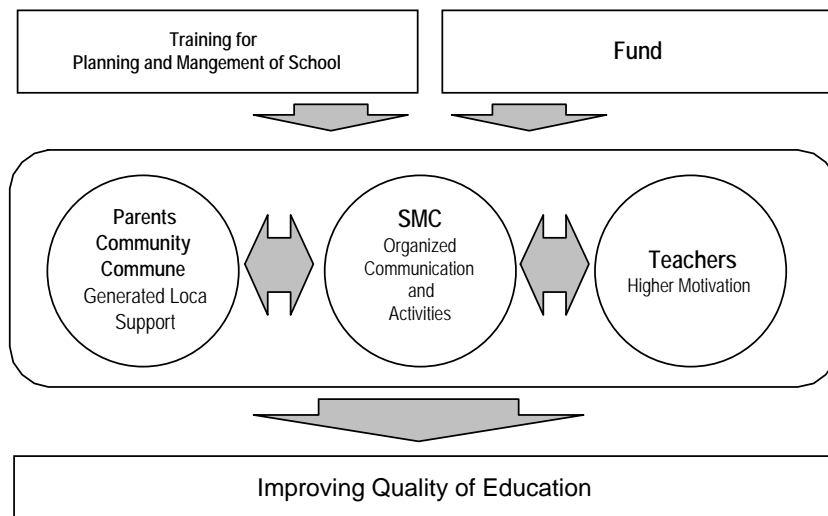 Training for
Planning and Mangement of School
Fund
Parents
Community
Commune
Generated Loca
Support
SMC
Organized
Communication
and
Activities
Teachers
Higher Motivation
Improving Quality of Education